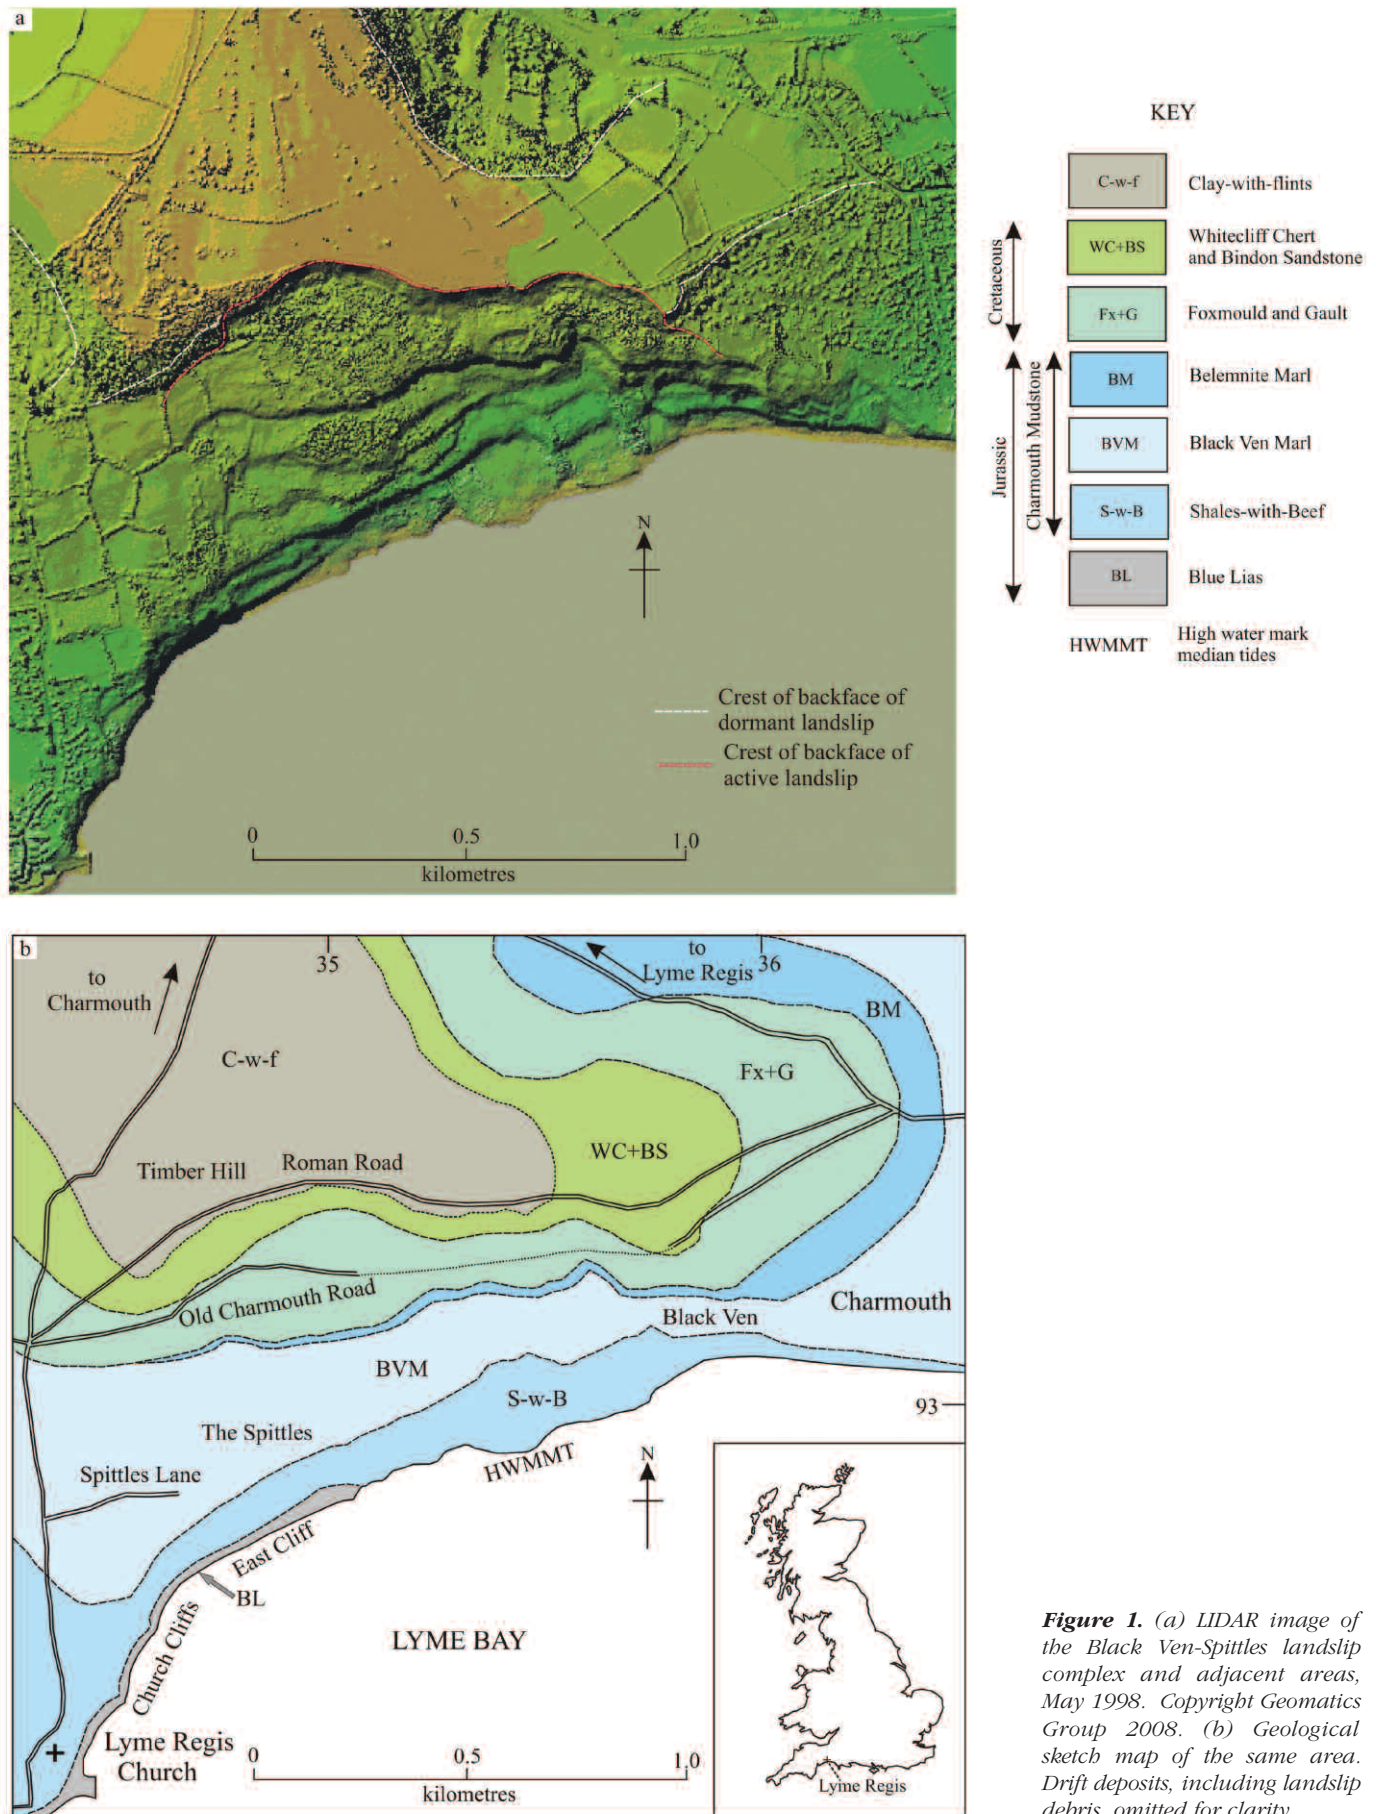 a
N
Crest of backface of
dormant landslip
Crest of backface of
active landslip
0 0.5 1.0
kilometres
KEY
C-w-f Clay-with-flints
Cretaceous
WC+BS Whitecliff Chert
and Bindon Sandstone
Fx+G Foxmould and Gault
Jurassic
Charmouth Mudstone
BM Belemnite Marl
BVM Black Ven Marl
S-w-B Shales-with-Beef
BL Blue Lias
HWMMT High water mark
median tides
b
35
to
Lyme Regis
36
to
Charmouth
BM
C-w-f
Fx+G
WC+BS
Timber Hill
Roman Road
Old Charmouth Road
Charmouth
Black Ven
BVM
S-w-B
93
The Spittles
HWMMT
Spittles Lane
N
East Cliff
BL
Church Cliffs
LYME BAY
Lyme Regis
Church
0 0.5 1.0
kilometres
Lyme Regis
Figure 1. (a) LIDAR image of
the Black Ven-Spittles landslip
complex and adjacent areas,
May 1998. Copyright Geomatics
Group 2008. (b) Geological
sketch map of the same area.
Drift deposits, including landslip
debris, omitted for clarity